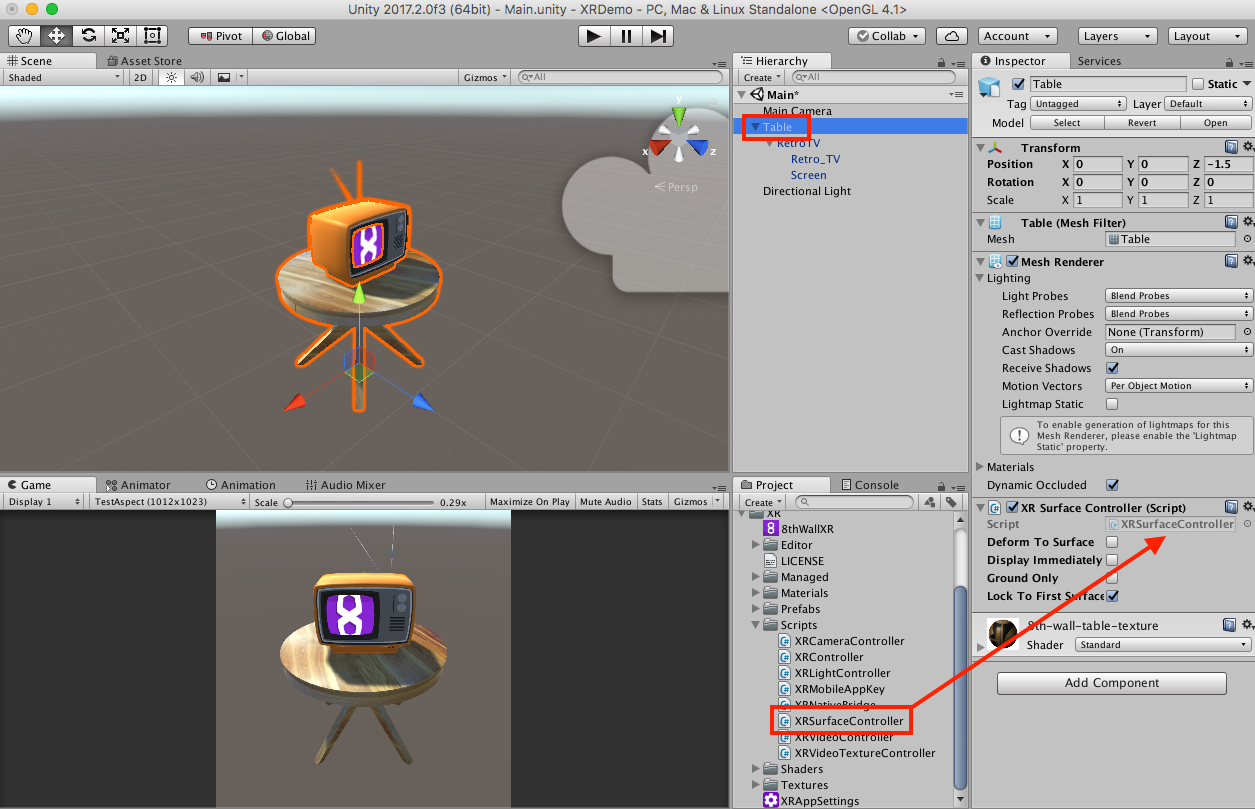 Unity 2017.2.0f3 (64bit) - Main.unity - XRDemo - PC, Mac & Linux Standalone <OpenGL 4.1>
Pivot Global Collab Account Layers Layout
Scene Asset Store
Shaded 2D Gizmos All
y
x z
Persp
Hierarchy
Create All
Main*
Main Camera
Table
RetroTV
Retro_TV
Screen
Directional Light
Inspector Services
Table Static
Tag Untagged Layer Default
Model Select Revert Open
Transform
Position X 0 Y 0 Z -1.5
Rotation X 0 Y 0 Z 0
Scale X 1 Y 1 Z 1
Table (Mesh Filter)
Mesh Table
Mesh Renderer
Lighting
Light Probes Blend Probes
Reflection Probes Blend Probes
Anchor Override None (Transform)
Cast Shadows On
Receive Shadows
Motion Vectors Per Object Motion
Lightmap Static
To enable generation of lightmaps for this
Mesh Renderer, please enable the 'Lightmap
Static' property.
Materials
Dynamic Occluded
XR Surface Controller (Script)
Script XRSurfaceController
Deform To Surface
Display Immediately
Ground Only
Lock To First Surface
8th-wall-table-texture
Shader Standard
Add Component
Game Animator Animation Audio Mixer
Display 1 TestAspect (1012x1023) Scale 0.29x Maximize On Play Mute Audio Stats Gizmos
Project Console
Create
XR
8thWallXR
Editor
LICENSE
Managed
Materials
Prefabs
Scripts
XRCameraController
XRController
XRLightController
XRMobileAppKey
XRNativeBridge
XRSurfaceController
XRVideoController
XRVideoTextureController
Shaders
Textures
XRAppSettings